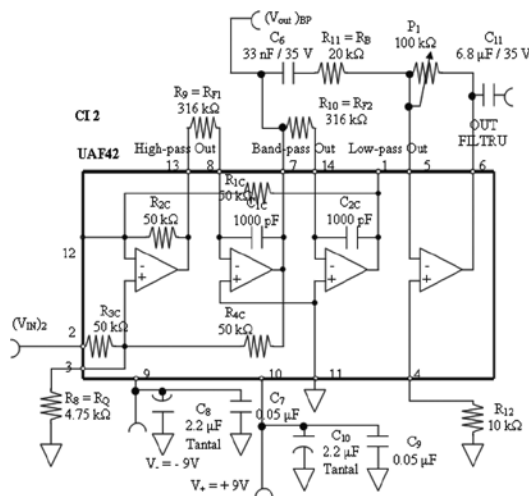 (Vout)BP
C6
33 nF / 35 V
R11 = RB
20 kΩ
P1
100 kΩ
C11
6.8 μF / 35 V
R9 = RF1
316 kΩ
R10 = RF2
316 kΩ
OUT
FILTRU
CI 2
UAF42
High-pass Out
Band-pass Out
Low-pass Out
13
8
7
14
1
5
6
R1C
50 kΩ
R2C
50 kΩ
C1C
1000 pF
C2C
1000 pF
12
-
+
-
+
-
+
-
+
(VIN)2
2
R3C
50 kΩ
R4C
50 kΩ
3
9
10
11
4
R8 = RQ
4.75 kΩ
C8
2.2 μF
Tantal
C7
0.05 μF
V- = - 9V
C10
2.2 μF
Tantal
C9
0.05 μF
R12
10 kΩ
V+ = + 9V